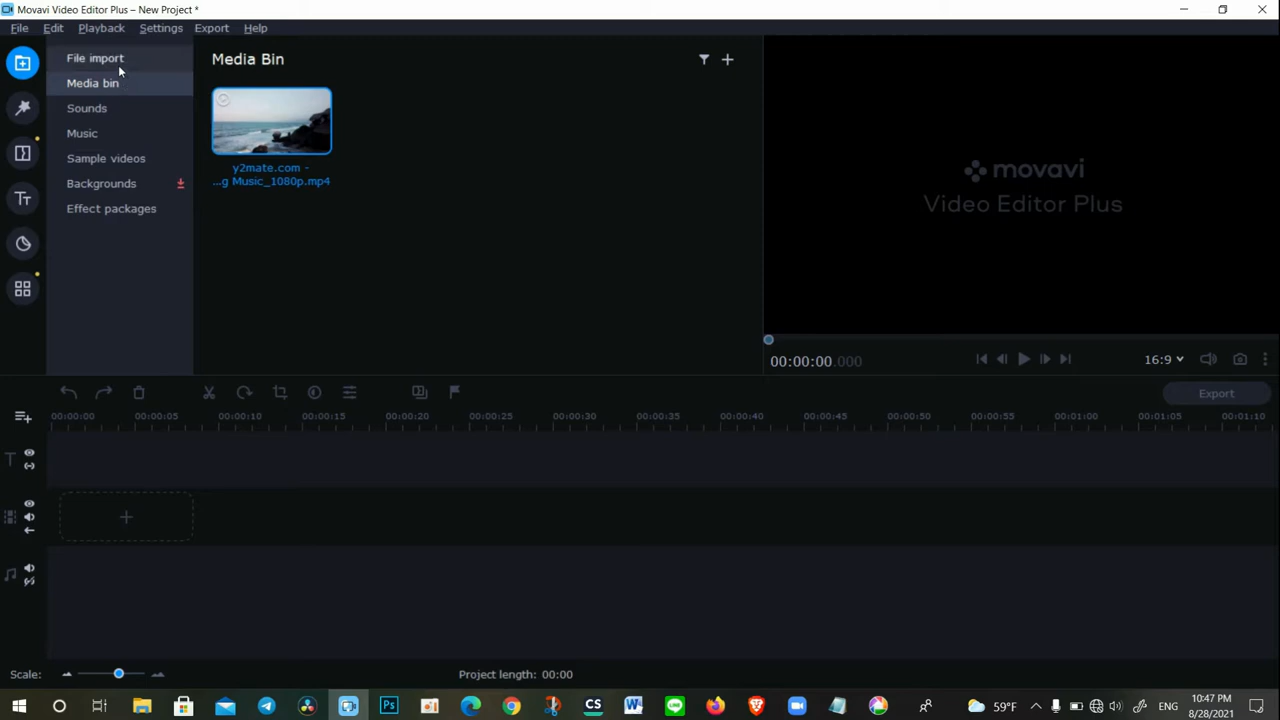 Movavi Video Editor Plus – New Project *
File Edit Playback Settings Export Help
File import
Media bin
Sounds
Music
Sample videos
Backgrounds
Effect packages
Media Bin
y2mate.com -
...g Music_1080p.mp4
movavi
Video Editor Plus
00:00:00.000
16:9
Export
00:00:00 00:00:05 00:00:10 00:00:15 00:00:20 00:00:25 00:00:30 00:00:35 00:00:40 00:00:45 00:00:50 00:00:55 00:01:00 00:01:05 00:01:10
T
Scale:
Project length: 00:00
Ps
CS
W
LINE
59°F
ENG
10:47 PM
8/28/2021